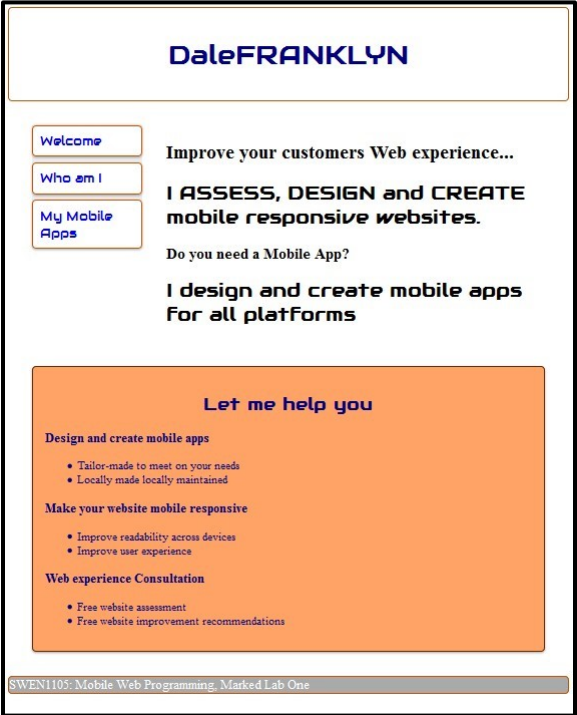 DaleFRANKLYN
Welcome
Who am I
My Mobile
Apps
Improve your customers Web experience...
I ASSESS, DESIGN and CREATE
mobile responsive websites.
Do you need a Mobile App?
I design and create mobile apps
for all platforms
Let me help you
Design and create mobile apps
Tailor-made to meet on your needs
Locally made locally maintained
Make your website mobile responsive
Improve readability across devices
Improve user experience
Web experience Consultation
Free website assessment
Free website improvement recommendations
SWEN1105: Mobile Web Programming, Marked Lab One